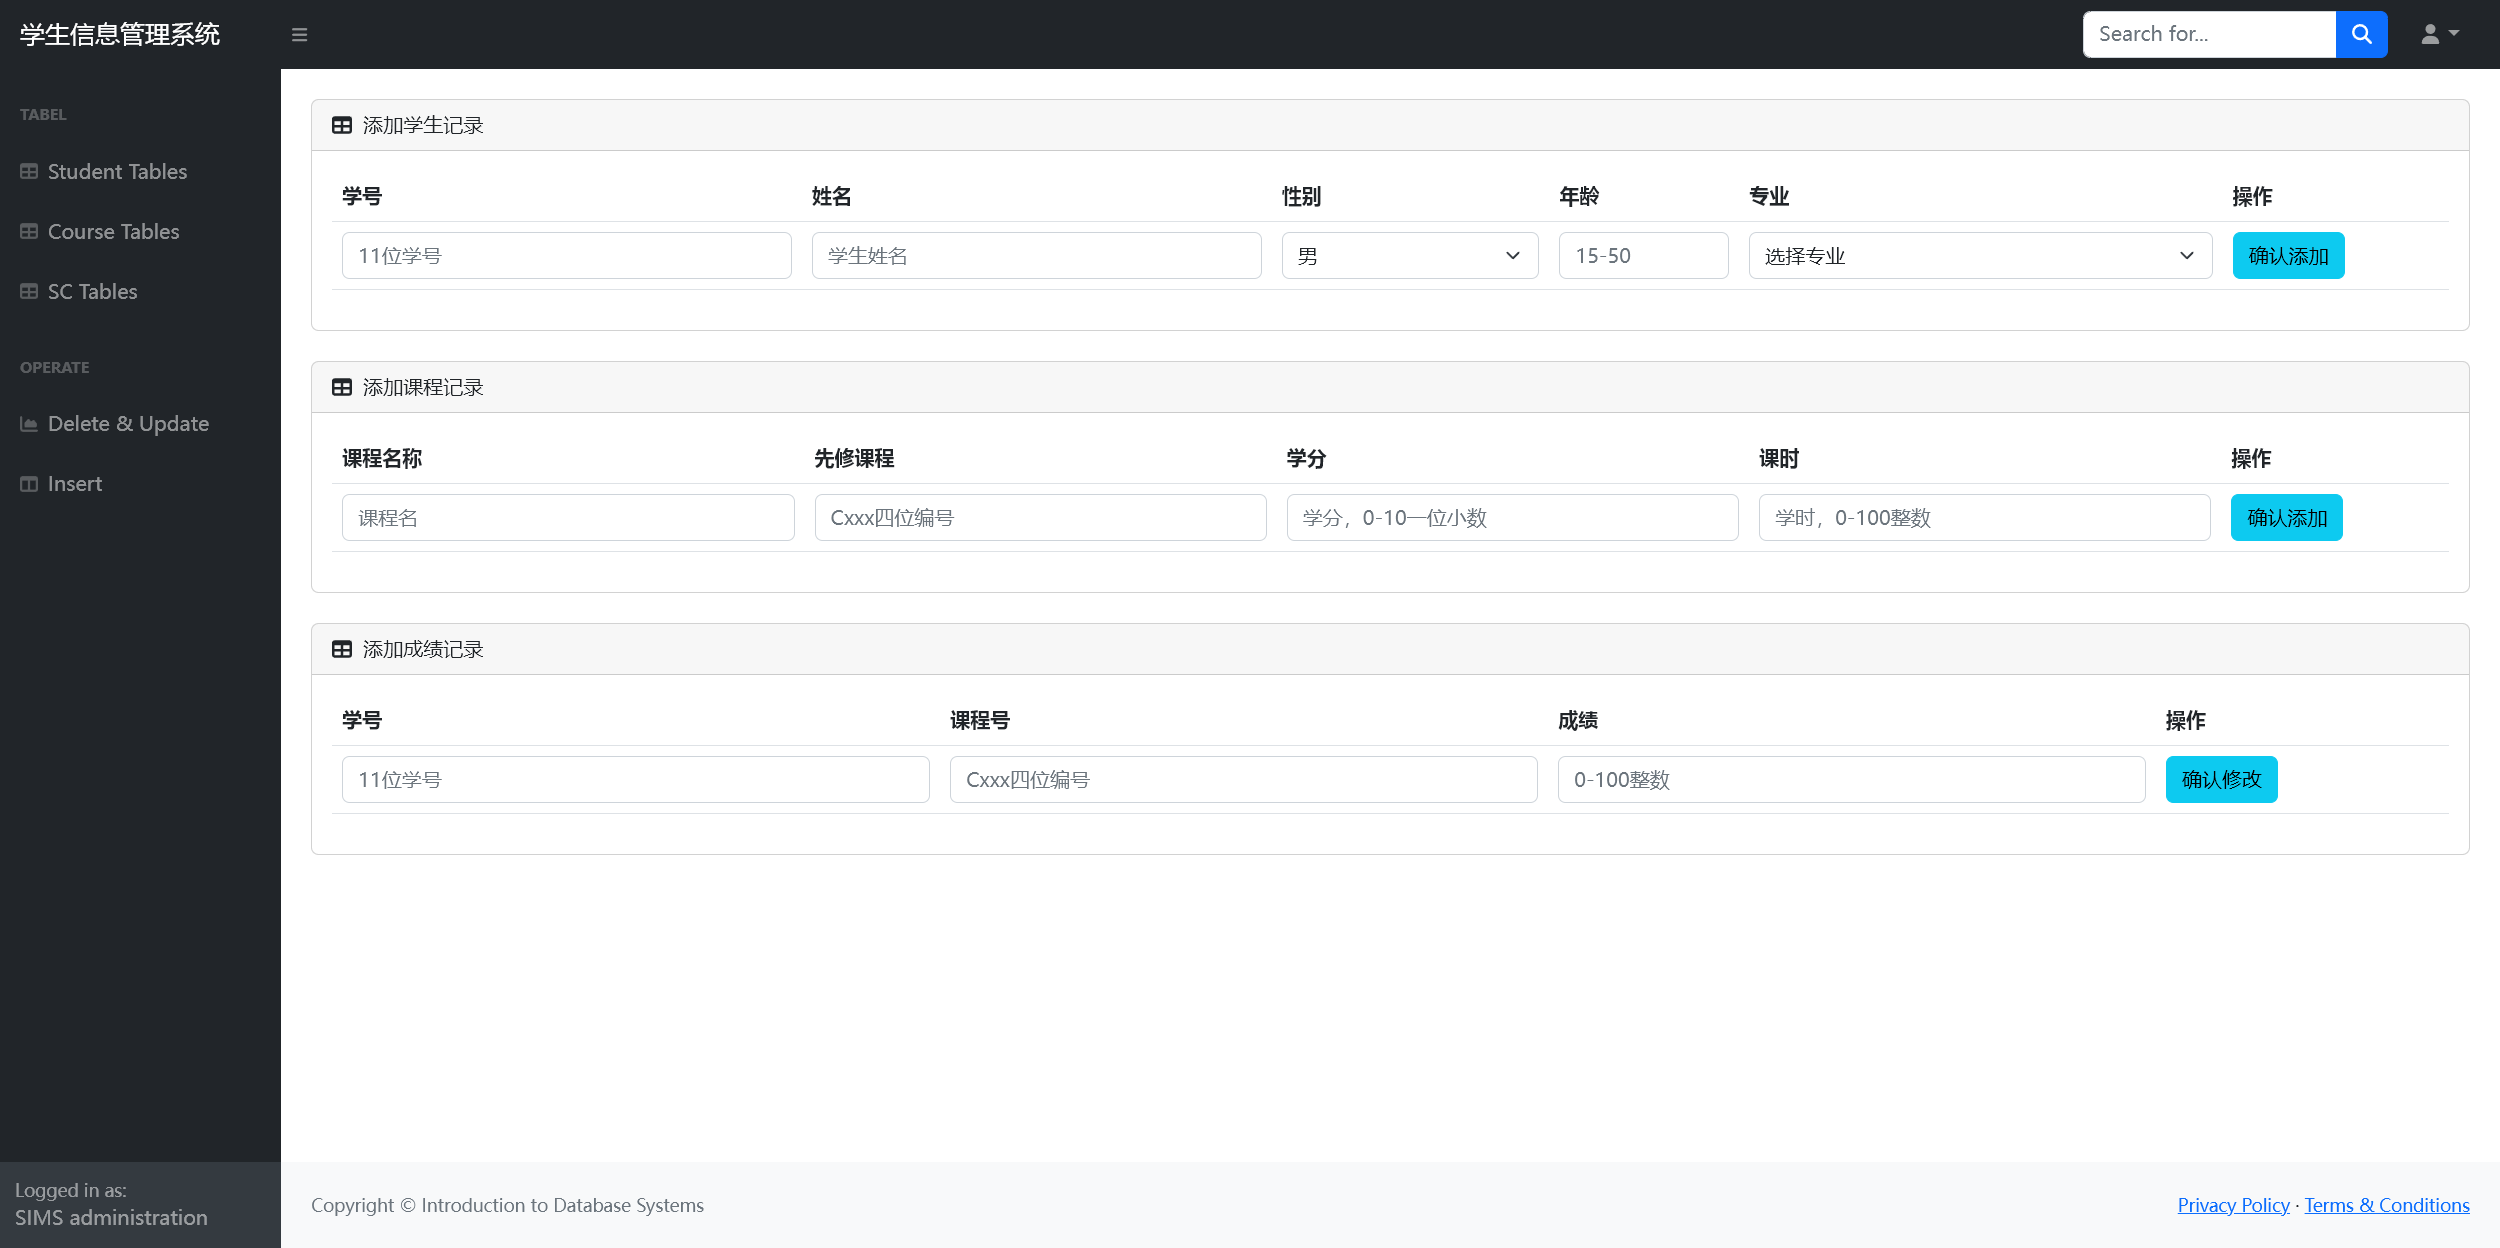 学生信息管理系统
Search for...
TABEL
Student Tables
Course Tables
SC Tables
OPERATE
Delete & Update
Insert
添加学生记录
学号 姓名 性别 年龄 专业 操作
11位学号 学生姓名 男 15-50 选择专业 确认添加
添加课程记录
课程名称 先修课程 学分 课时 操作
课程名 Cxxx四位编号 学分，0-10一位小数 学时，0-100整数 确认添加
添加成绩记录
学号 课程号 成绩 操作
11位学号 Cxxx四位编号 0-100整数 确认修改
Logged in as:
SIMS administration
Copyright © Introduction to Database Systems
Privacy Policy · Terms & Conditions